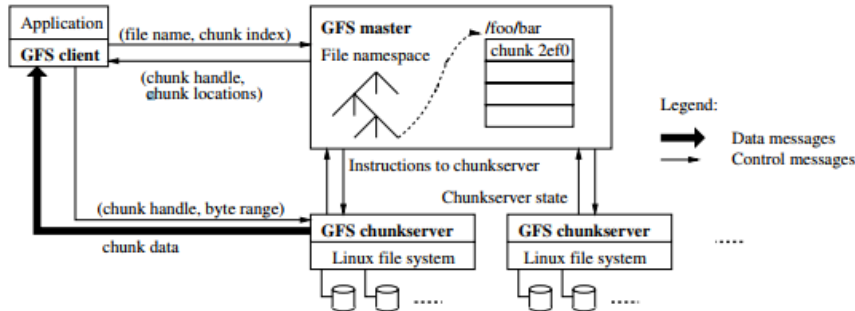 Application
GFS client
(file name, chunk index)
(chunk handle,
chunk locations)
GFS master
File namespace
/foo/bar
chunk 2ef0
Legend:
Data messages
Control messages
Instructions to chunkserver
Chunkserver state
(chunk handle, byte range)
chunk data
GFS chunkserver
Linux file system
GFS chunkserver
Linux file system